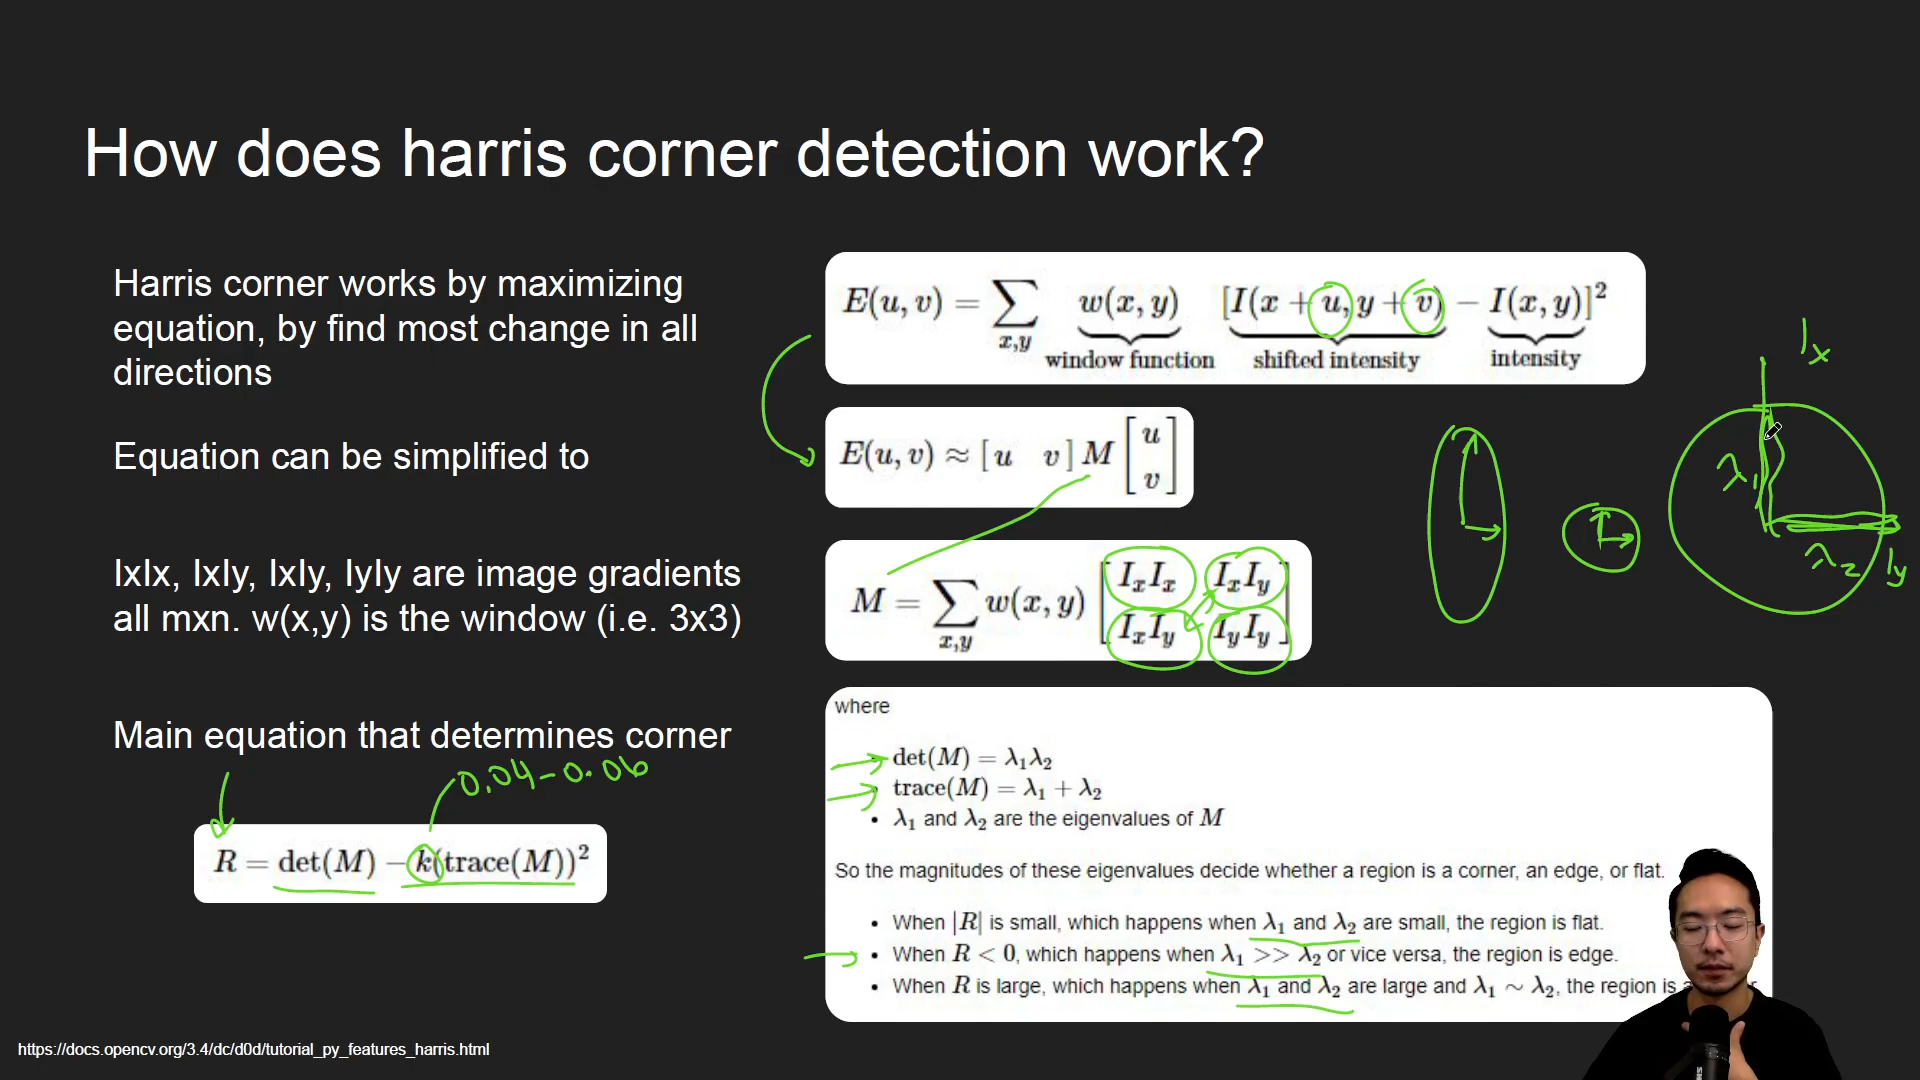 How does harris corner detection work?
Harris corner works by maximizing
equation, by find most change in all
directions
Equation can be simplified to
IxIx, IxIy, IxIy, IyIy are image gradients
all mxn. w(x,y) is the window (i.e. 3x3)
Main equation that determines corner
0.04-0.06
R = det(M) − k(trace(M))²
https://docs.opencv.org/3.4/dc/d0d/tutorial_py_features_harris.html
E(u, v) = ∑ w(x, y) [I(x + u, y + v) − I(x, y)]²
x,y
window function shifted intensity intensity
E(u, v) ≈ [u v] M [u v]
M = ∑ w(x, y) [IxIx IxIy
x,y IxIy IyIy]
where
det(M) = λ₁λ₂
trace(M) = λ₁ + λ₂
• λ₁ and λ₂ are the eigenvalues of M
So the magnitudes of these eigenvalues decide whether a region is a corner, an edge, or flat.
• When |R| is small, which happens when λ₁ and λ₂ are small, the region is flat.
• When R < 0, which happens when λ₁ >> λ₂ or vice versa, the region is edge.
• When R is large, which happens when λ₁ and λ₂ are large and λ₁ ∼ λ₂, the region is
Ix
λ₁
λ₂ Iy